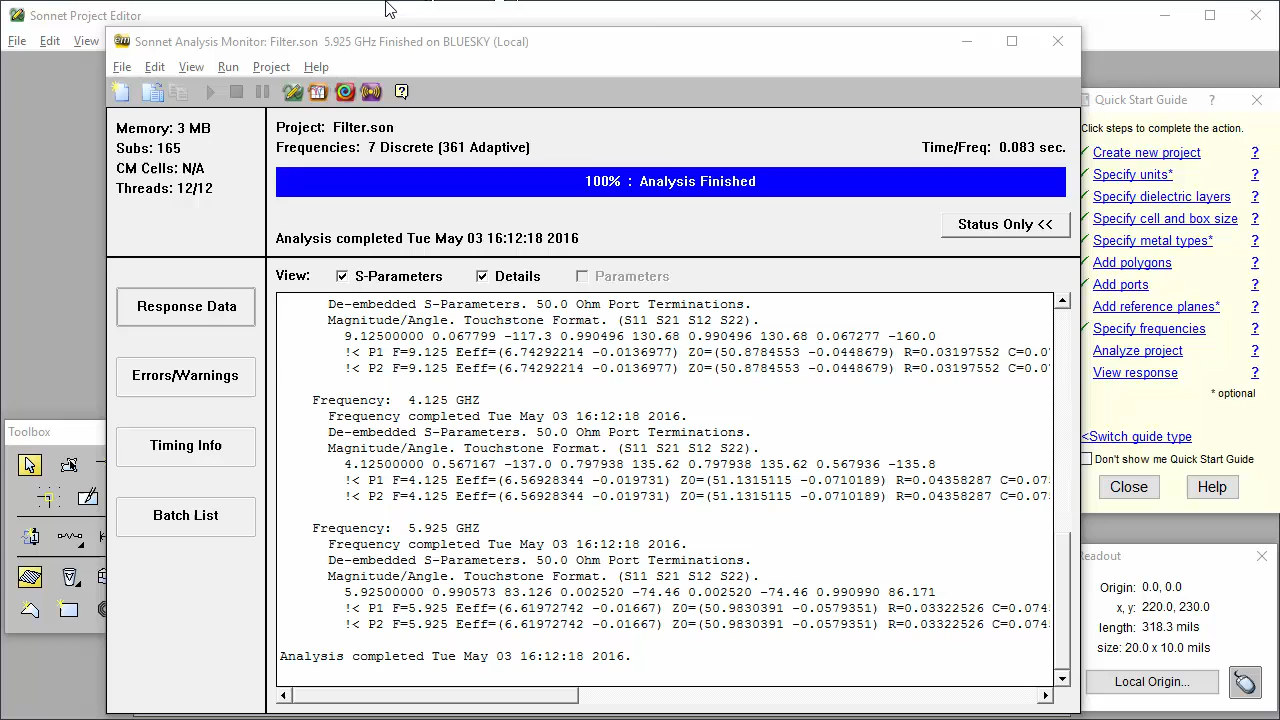 Sonnet Project Editor
File Edit View
Sonnet Analysis Monitor: Filter.son 5.925 GHz Finished on BLUESKY (Local)
File Edit View Run Project Help
Memory: 3 MB
Subs: 165
CM Cells: N/A
Threads: 12/12
Project: Filter.son
Frequencies: 7 Discrete (361 Adaptive)
Time/Freq: 0.083 sec.
100% : Analysis Finished
Status Only <<
Analysis completed Tue May 03 16:12:18 2016
View: S-Parameters Details Parameters
Response Data
Errors/Warnings
Timing Info
Batch List
De-embedded S-Parameters. 50.0 Ohm Port Terminations.
Magnitude/Angle. Touchstone Format. (S11 S21 S12 S22).
9.12500000 0.067799 -117.3 0.990496 130.68 0.990496 130.68 0.067277 -160.0
!< P1 F=9.125 Eeff=(6.74292214 -0.0136977) Z0=(50.8784553 -0.0448679) R=0.03197552 C=0.0
!< P2 F=9.125 Eeff=(6.74292214 -0.0136977) Z0=(50.8784553 -0.0448679) R=0.03197552 C=0.0
Frequency: 4.125 GHZ
Frequency completed Tue May 03 16:12:18 2016.
De-embedded S-Parameters. 50.0 Ohm Port Terminations.
Magnitude/Angle. Touchstone Format. (S11 S21 S12 S22).
4.12500000 0.567167 -137.0 0.797938 135.62 0.797938 135.62 0.567936 -135.8
!< P1 F=4.125 Eeff=(6.56928344 -0.019731) Z0=(51.1315113 -0.0710189) R=0.04358287 C=0.07
!< P2 F=4.125 Eeff=(6.56928344 -0.019731) Z0=(51.1315113 -0.0710189) R=0.04358287 C=0.07
Frequency: 5.925 GHZ
Frequency completed Tue May 03 16:12:18 2016.
De-embedded S-Parameters. 50.0 Ohm Port Terminations.
Magnitude/Angle. Touchstone Format. (S11 S21 S12 S22).
5.92500000 0.990573 83.126 0.002520 -74.46 0.002520 -74.46 0.990990 86.171
!< P1 F=5.925 Eeff=(6.61972742 -0.01667) Z0=(50.9830391 -0.0579351) R=0.03322526 C=0.074
!< P2 F=5.925 Eeff=(6.61972742 -0.01667) Z0=(50.9830391 -0.0579351) R=0.03322526 C=0.074
Analysis completed Tue May 03 16:12:18 2016.
Quick Start Guide ?
Click steps to complete the action.
Create new project ?
Specify units* ?
Specify dielectric layers ?
Specify cell and box size ?
Specify metal types* ?
Add polygons ?
Add ports ?
Add reference planes* ?
Specify frequencies ?
Analyze project ?
View response ?
* optional
<Switch guide type
Don't show me Quick Start Guide
Close Help
Toolbox
Readout
Origin: 0.0, 0.0
x, y: 220.0, 230.0
length: 318.3 mils
size: 20.0 x 10.0 mils
Local Origin...